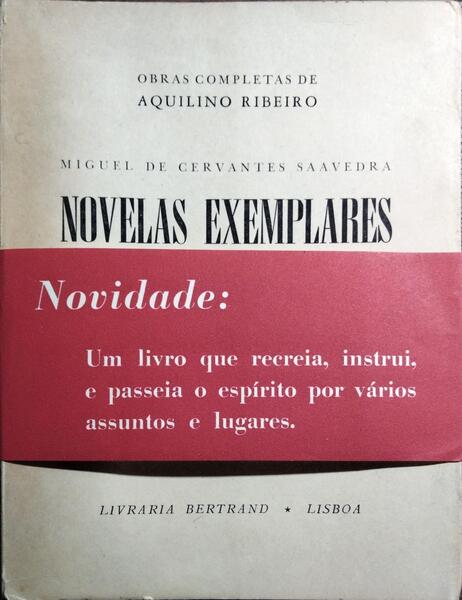 OBRAS COMPLETAS DE
AQUILINO RIBEIRO
MIGUEL DE CERVANTES SAAVEDRA
NOVELAS EXEMPLARES
Novidade:
Um livro que recreia, instrui,
e passeia o espírito por vários
assuntos e lugares.
LIVRARIA BERTRAND ★ LISBOA